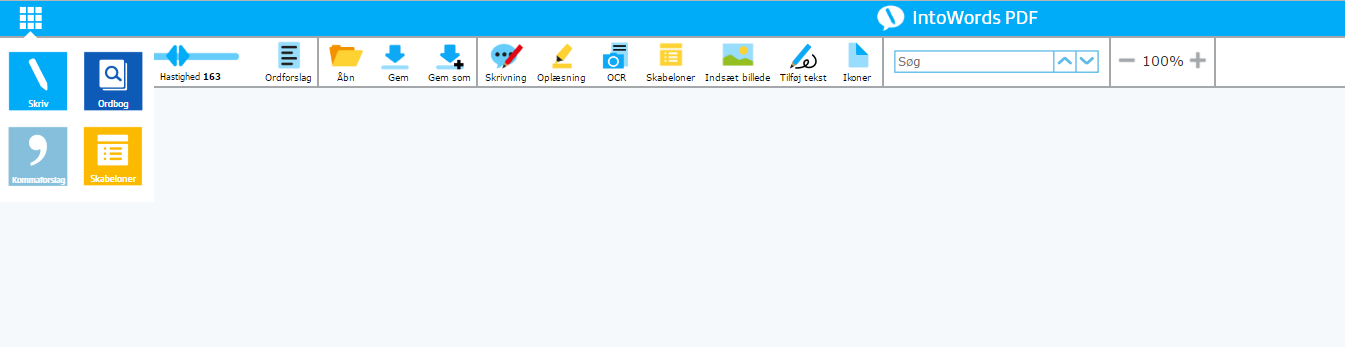 IntoWords PDF
Hastighed 163
Ordforslag
Åbn
Gem
Gem som
Skrivning
Oplæsning
OCR
Skabeloner
Indsæt billede
Tilføj tekst
Ikoner
Søg
100%
Skriv
Ordbog
Kommaforslag
Skabeloner